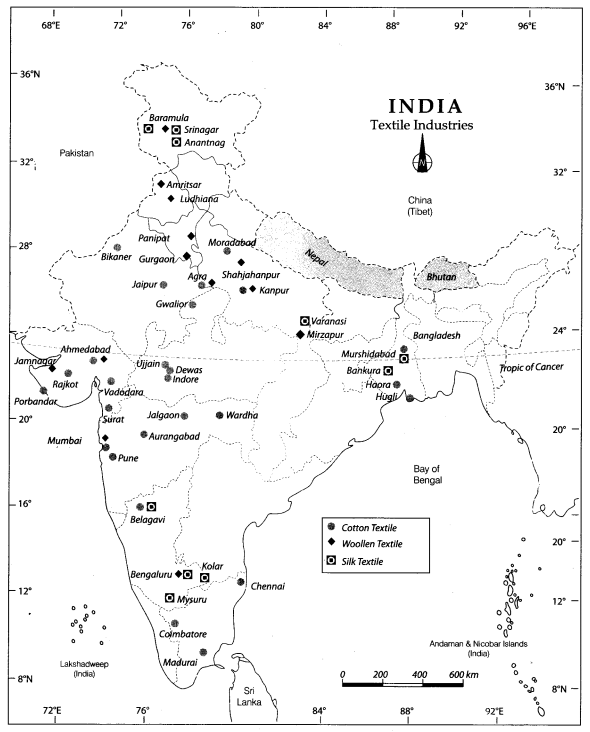 68°E 72° 76° 80° 84° 88° 92°
36°N
36°N
INDIA
Textile Industries
N
Baramula
Srinagar
Anantnag
32°
32°
Pakistan
China
(Tibet)
Amritsar
Ludhiana
Panipat
Moradabad
28°
28°
Bikaner
Gurgaon
Nepal
Bhutan
Shahjahanpur
Agra
Jaipur
Kanpur
Gwalior
Varanasi
Mirzapur
24°
24°
Bangladesh
Ahmedabad
Murshidabad
Jamnagar
Ujjain
Dewas
Indore
Bankura
Tropic of Cancer
Rajkot
Vadodara
Haora
Porbandar
Hugli
20°
20°
Surat
Jalgaon
Wardha
Mumbai
Aurangabad
Pune
Bay of
Bengal
16°
Belagavi
Cotton Textile
Woollen Textile
Silk Textile
20°
Kolar
Bengaluru
Chennai
12°
12°
Mysuru
Coimbatore
Madurai
Andaman & Nicobar Islands
(India)
Lakshadweep
(India)
0 200 400 600 km
8°N
8°N
Sri
Lanka
72°E 76° 84° 88° 92°E